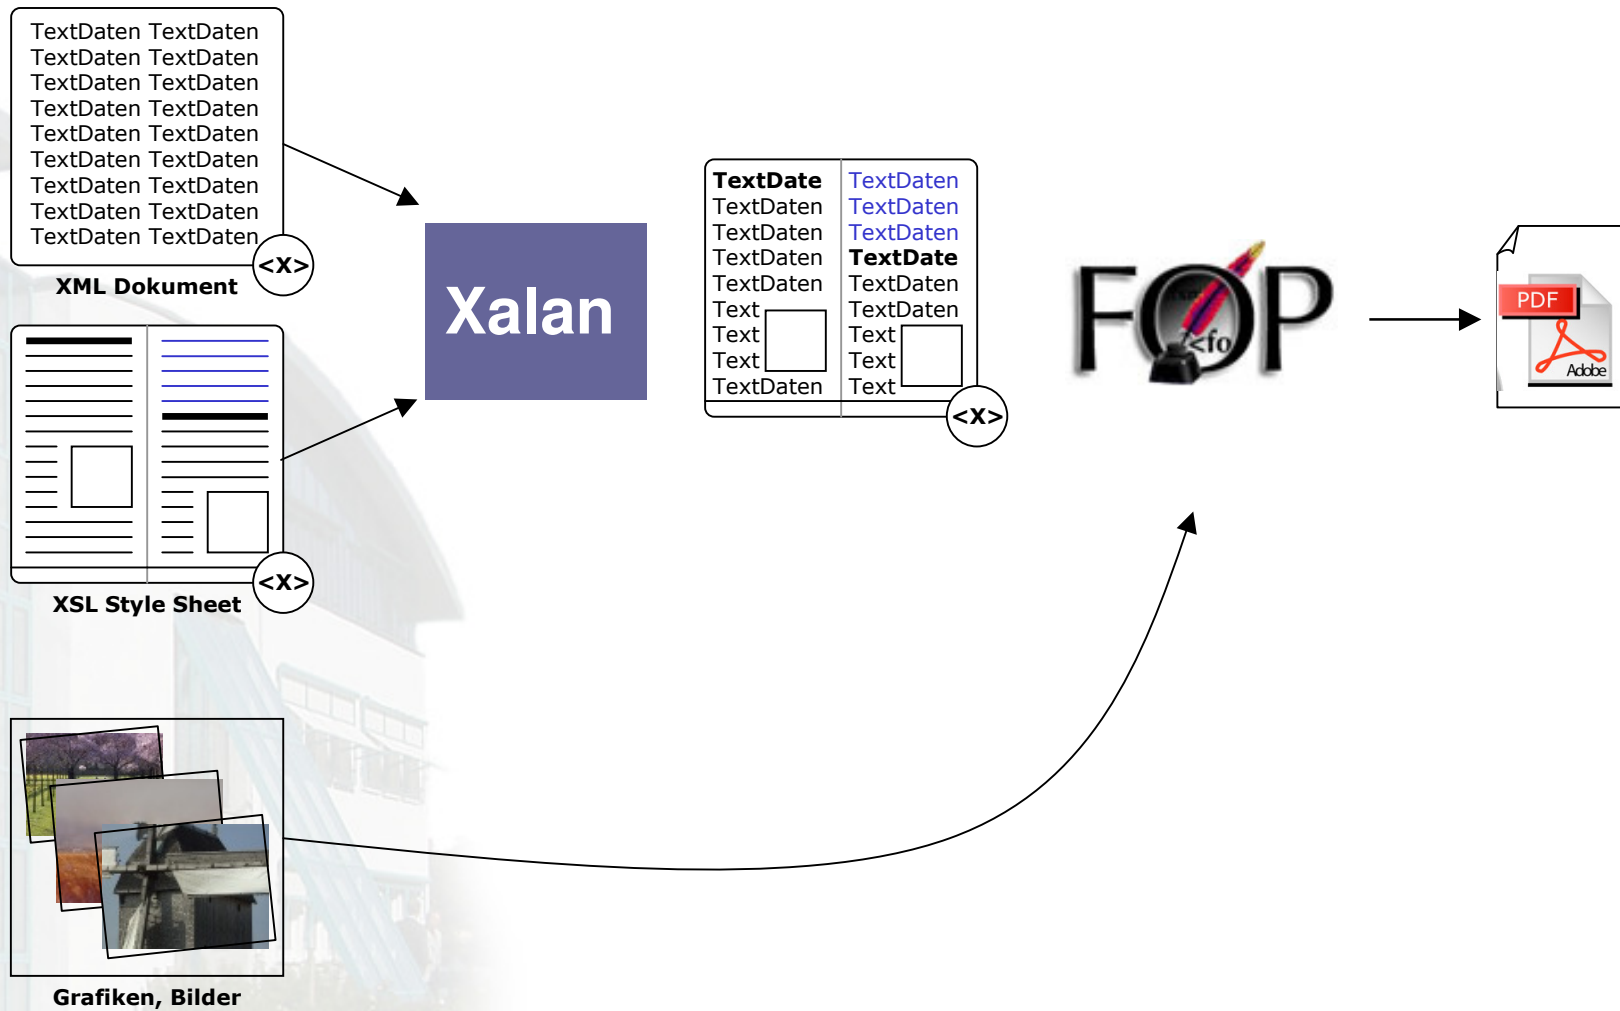 TextDaten TextDaten
TextDaten TextDaten
TextDaten TextDaten
TextDaten TextDaten
TextDaten TextDaten
TextDaten TextDaten
TextDaten TextDaten
TextDaten TextDaten
TextDaten TextDaten
<X>
XML Dokument
<X>
XSL Style Sheet
Grafiken, Bilder
Xalan
TextDate
TextDaten
TextDaten
TextDaten
TextDaten
Text
Text
Text
TextDaten
TextDaten
TextDaten
TextDaten
TextDate
TextDaten
TextDaten
Text
Text
Text
<X>
FOP
<fo
PDF
Adobe